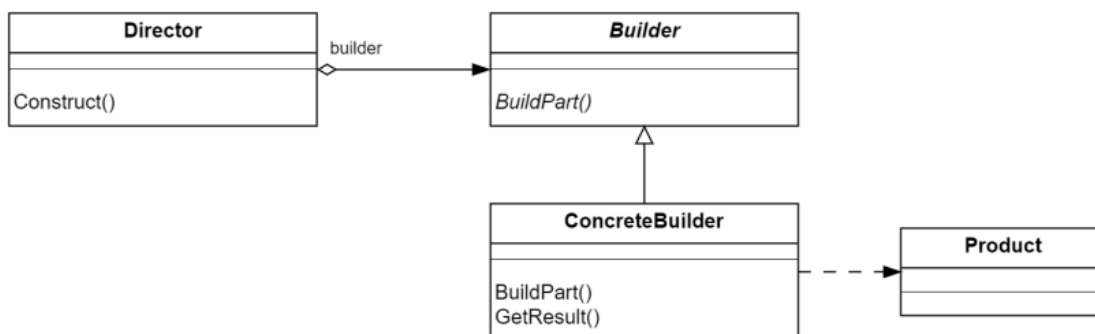 Director
builder
Builder
Construct()
BuildPart()
ConcreteBuilder
Product
BuildPart()
GetResult()